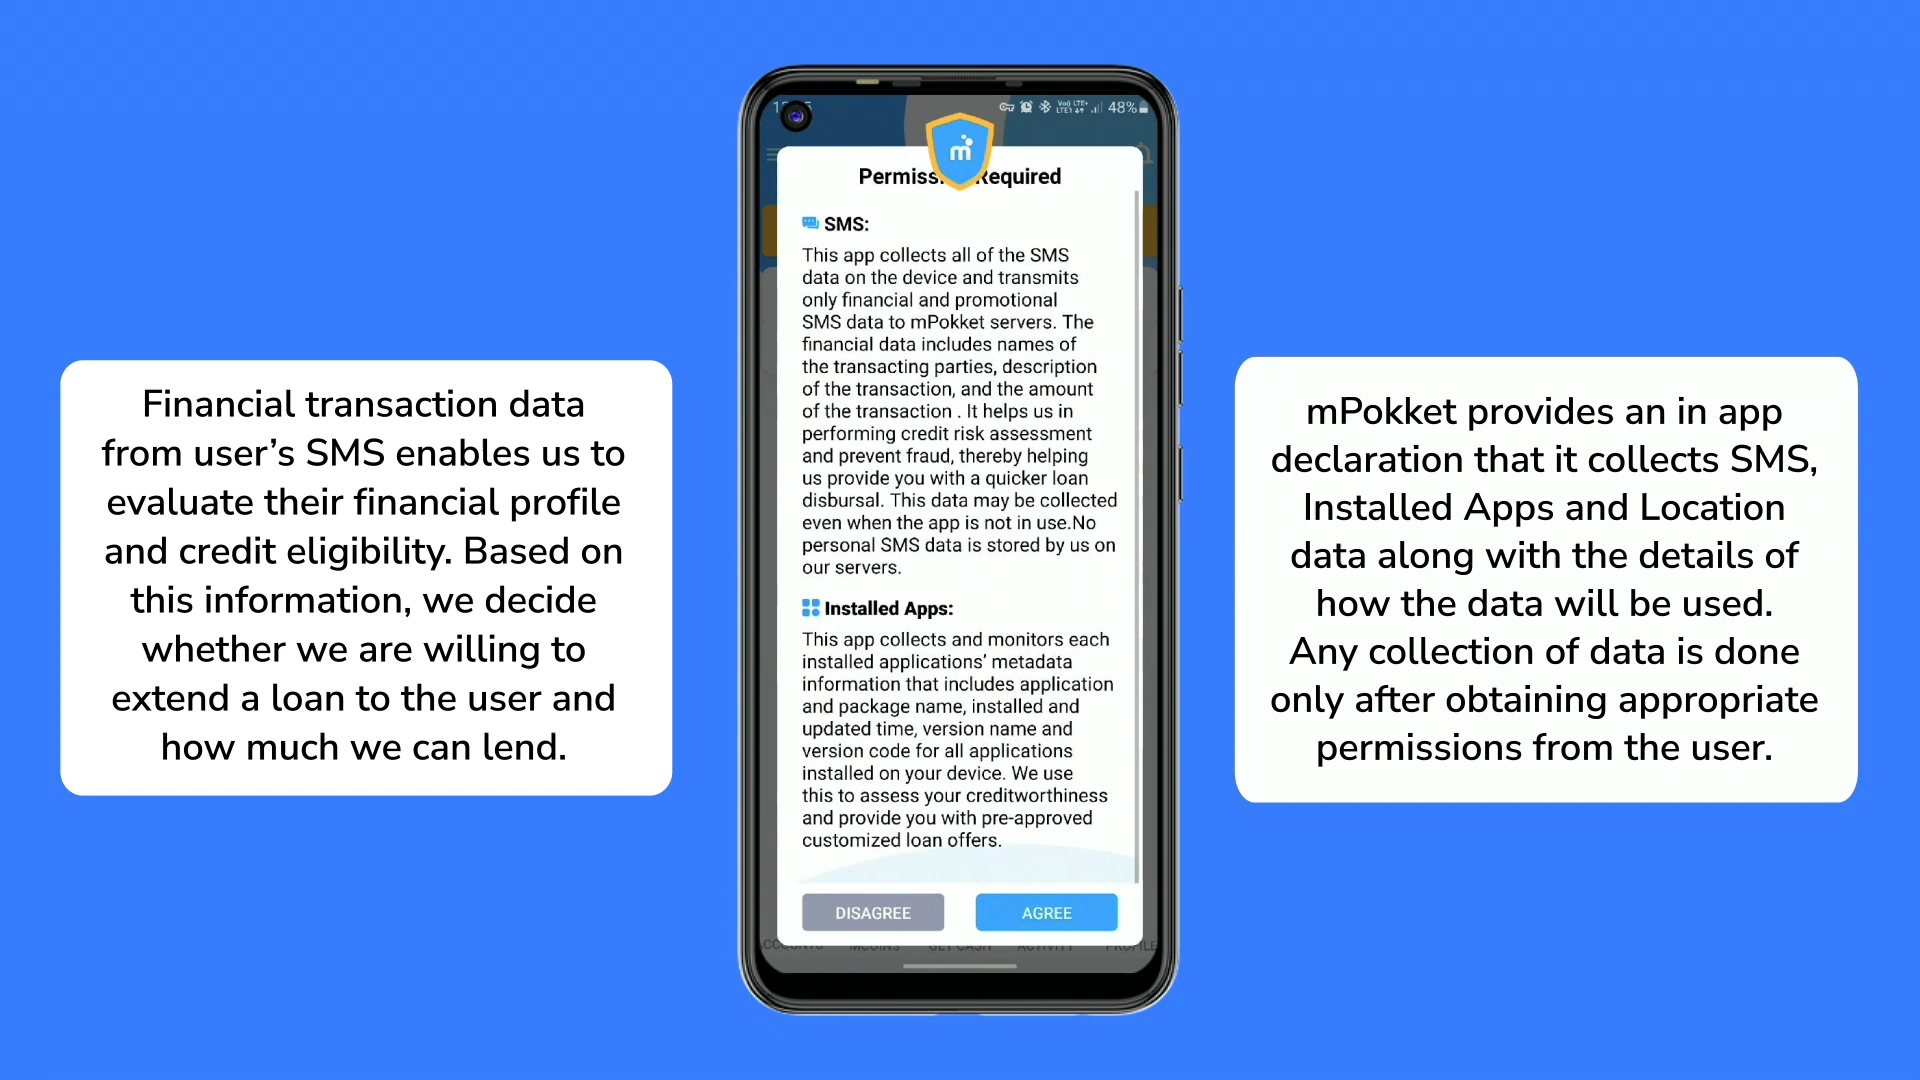 Financial transaction data
from user’s SMS enables us to
evaluate their financial profile
and credit eligibility. Based on
this information, we decide
whether we are willing to
extend a loan to the user and
how much we can lend.
48%
m
Permiss Required
SMS:
This app collects all of the SMS
data on the device and transmits
only financial and promotional
SMS data to mPokket servers. The
financial data includes names of
the transacting parties, description
of the transaction, and the amount
of the transaction . It helps us in
performing credit risk assessment
and prevent fraud, thereby helping
us provide you with a quicker loan
disbursal. This data may be collected
even when the app is not in use.No
personal SMS data is stored by us on
our servers.
Installed Apps:
This app collects and monitors each
installed applications’ metadata
information that includes application
and package name, installed and
updated time, version name and
version code for all applications
installed on your device. We use
this to assess your creditworthiness
and provide you with pre-approved
customized loan offers.
DISAGREE AGREE
mPokket provides an in app
declaration that it collects SMS,
Installed Apps and Location
data along with the details of
how the data will be used.
Any collection of data is done
only after obtaining appropriate
permissions from the user.